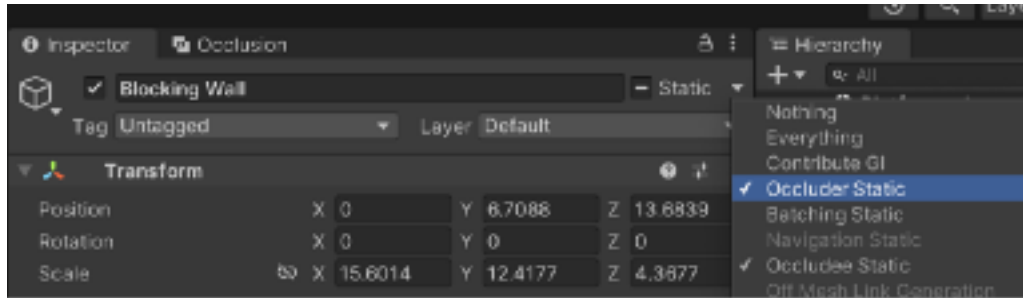 Laye
Inspector Occlusion
Hierarchy
Blocking Wall Static
All
Tag Untagged Layer Default
Nothing
Everything
Contribute GI
Transform
Occluder Static
Position X 0 Y 6.7088 Z 13.6839
Batching Static
Rotation X 0 Y 0 Z 0
Navigation Static
Scale X 15.6014 Y 12.4177 Z 4.3677
Occludee Static
Off Mesh Link Generation